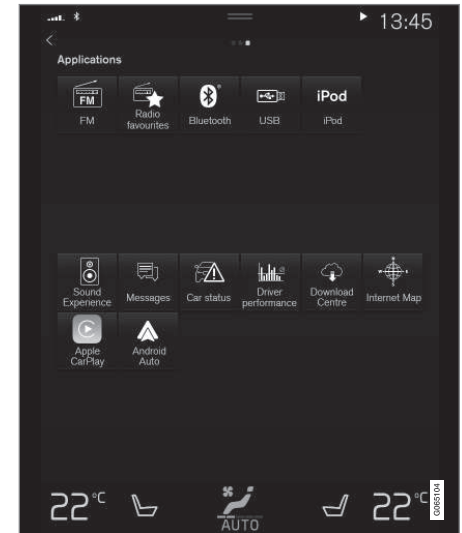 13:45
Applications
FM
FM
Radio
favourites
Bluetooth
USB
iPod
iPod
Sound
Experience
Messages
Car status
Driver
performance
Download
Centre
Internet Map
Apple
CarPlay
Android
Auto
22°C
AUTO
22°C
G065104